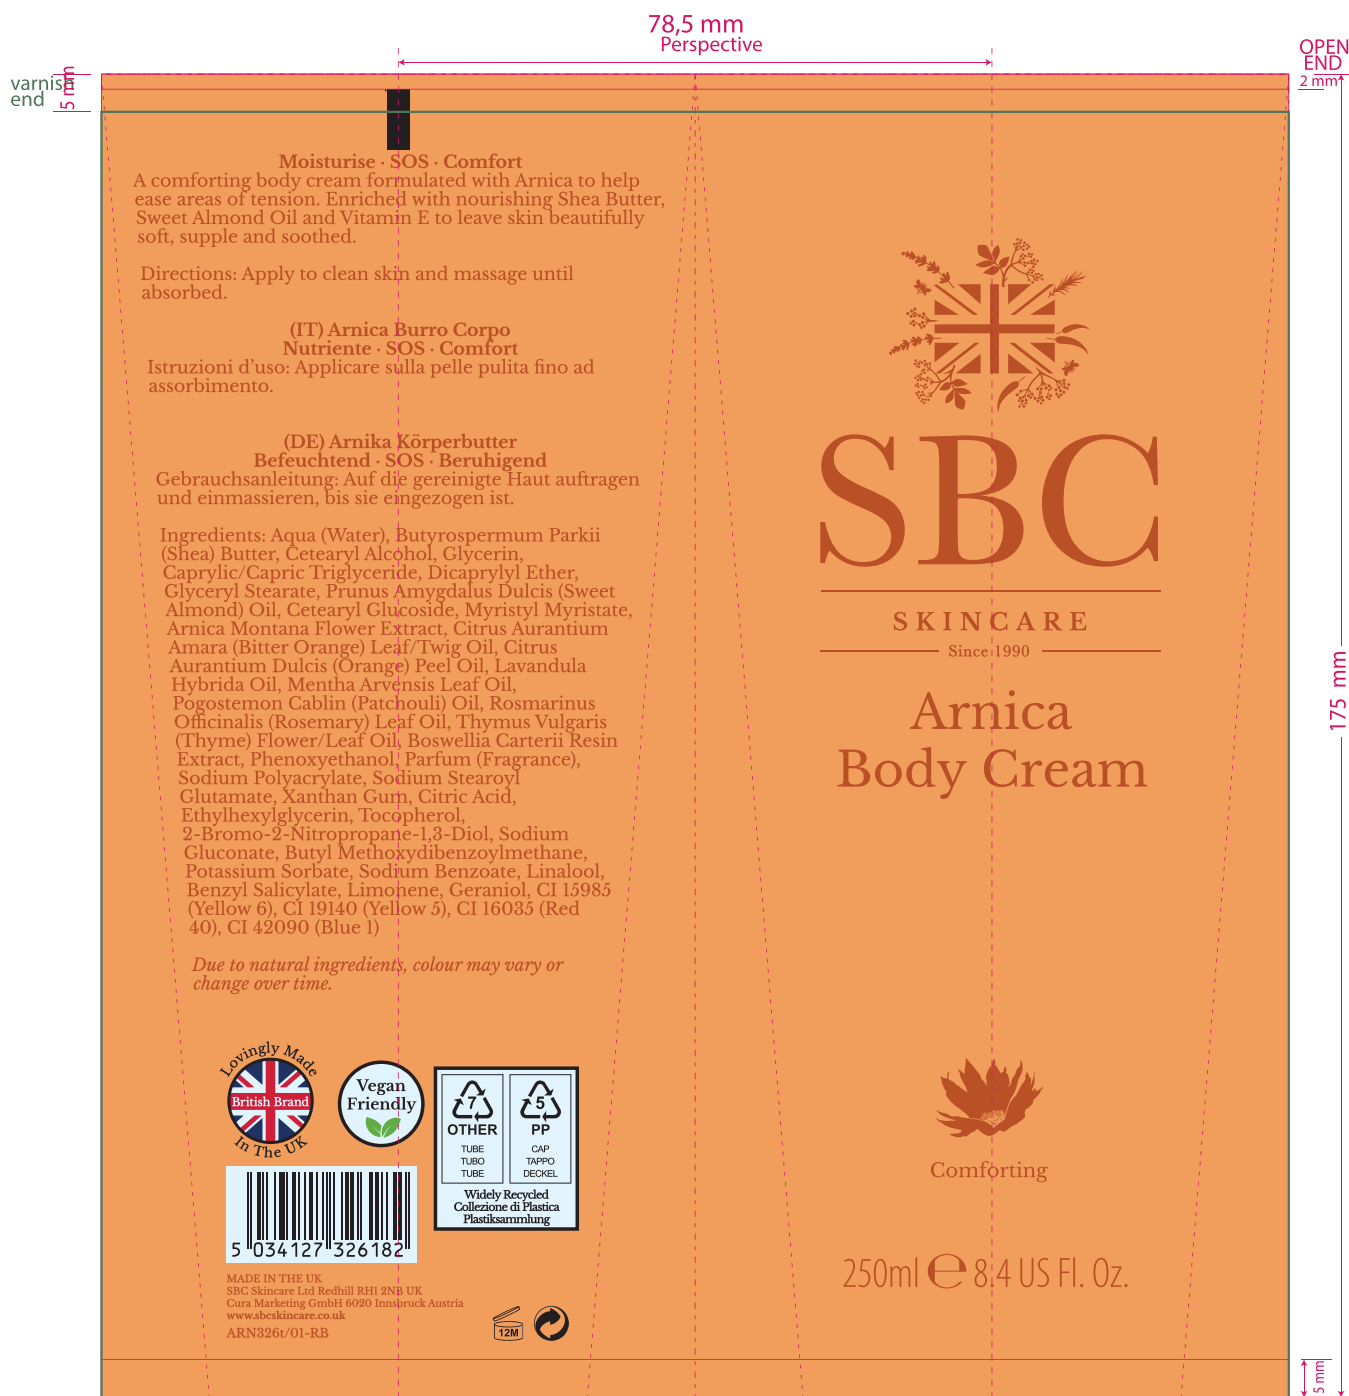 78,5 mm
Perspective
OPEN
END
2 mm
varnish
end
5 mm
Moisturise · SOS · Comfort
A comforting body cream formulated with Arnica to help
ease areas of tension. Enriched with nourishing Shea Butter,
Sweet Almond Oil and Vitamin E to leave skin beautifully
soft, supple and soothed.
Directions: Apply to clean skin and massage until
absorbed.
(IT) Arnica Burro Corpo
Nutriente · SOS · Comfort
Istruzioni d’uso: Applicare sulla pelle pulita fino ad
assorbimento.
(DE) Arnika Körperbutter
Befeuchtend · SOS · Beruhigend
Gebrauchsanleitung: Auf die gereinigte Haut auftragen
und einmassieren, bis sie eingezogen ist.
Ingredients: Aqua (Water), Butyrospermum Parkii
(Shea) Butter, Cetearyl Alcohol, Glycerin,
Caprylic/Capric Triglyceride, Dicaprylyl Ether,
Glyceryl Stearate, Prunus Amygdalus Dulcis (Sweet
Almond) Oil, Cetearyl Glucoside, Myristyl Myristate,
Arnica Montana Flower Extract, Citrus Aurantium
Amara (Bitter Orange) Leaf/Twig Oil, Citrus
Aurantium Dulcis (Orange) Peel Oil, Lavandula
Hybrida Oil, Mentha Arvensis Leaf Oil,
Pogostemon Cablin (Patchouli) Oil, Rosmarinus
Officinalis (Rosemary) Leaf Oil, Thymus Vulgaris
(Thyme) Flower/Leaf Oil, Boswellia Carterii Resin
Extract, Phenoxyethanol, Parfum (Fragrance),
Sodium Polyacrylate, Sodium Stearoyl
Glutamate, Xanthan Gum, Citric Acid,
Ethylhexylglycerin, Tocopherol,
2-Bromo-2-Nitropropane-1,3-Diol, Sodium
Gluconate, Butyl Methoxydibenzoylmethane,
Potassium Sorbate, Sodium Benzoate, Linalool,
Benzyl Salicylate, Limonene, Geraniol, CI 15985
(Yellow 6), CI 19140 (Yellow 5), CI 16035 (Red
40), CI 42090 (Blue 1)
Due to natural ingredients, colour may vary or
change over time.
Lovingly Made
British Brand
In The UK
Vegan
Friendly
7
OTHER
TUBE
TUBO
TUBE
5
PP
CAP
TAPPO
DECKEL
Widely Recycled
Collezione di Plastica
Plastiksammlung
5 034127 326182
MADE IN THE UK
SBC Skincare Ltd Redhill RH1 2NB UK
Cura Marketing GmbH 6020 Innsbruck Austria
www.sbcskincare.co.uk
ARN326t/01-RB
12M
SBC
SKINCARE
Since 1990
Arnica
Body Cream
Comforting
250ml ℮ 8.4 US Fl. Oz.
175 mm
5 mm